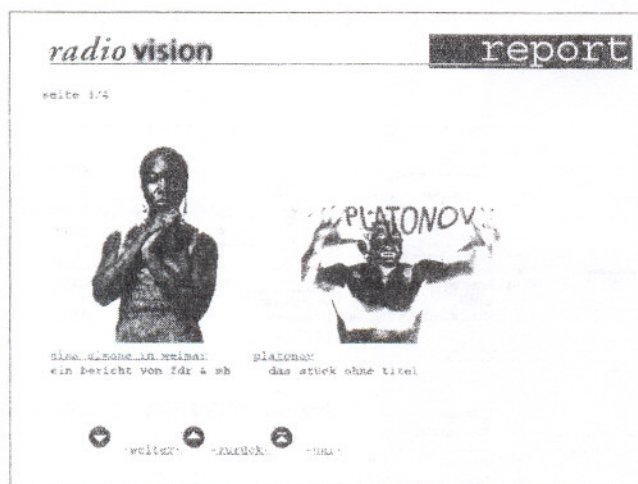 radio vision
report
seite 1/4
PLATONOV
nina simone in weimar
ein bericht von fdr & mh
platonov
das stück ohne titel
-weiter-
-zurück-